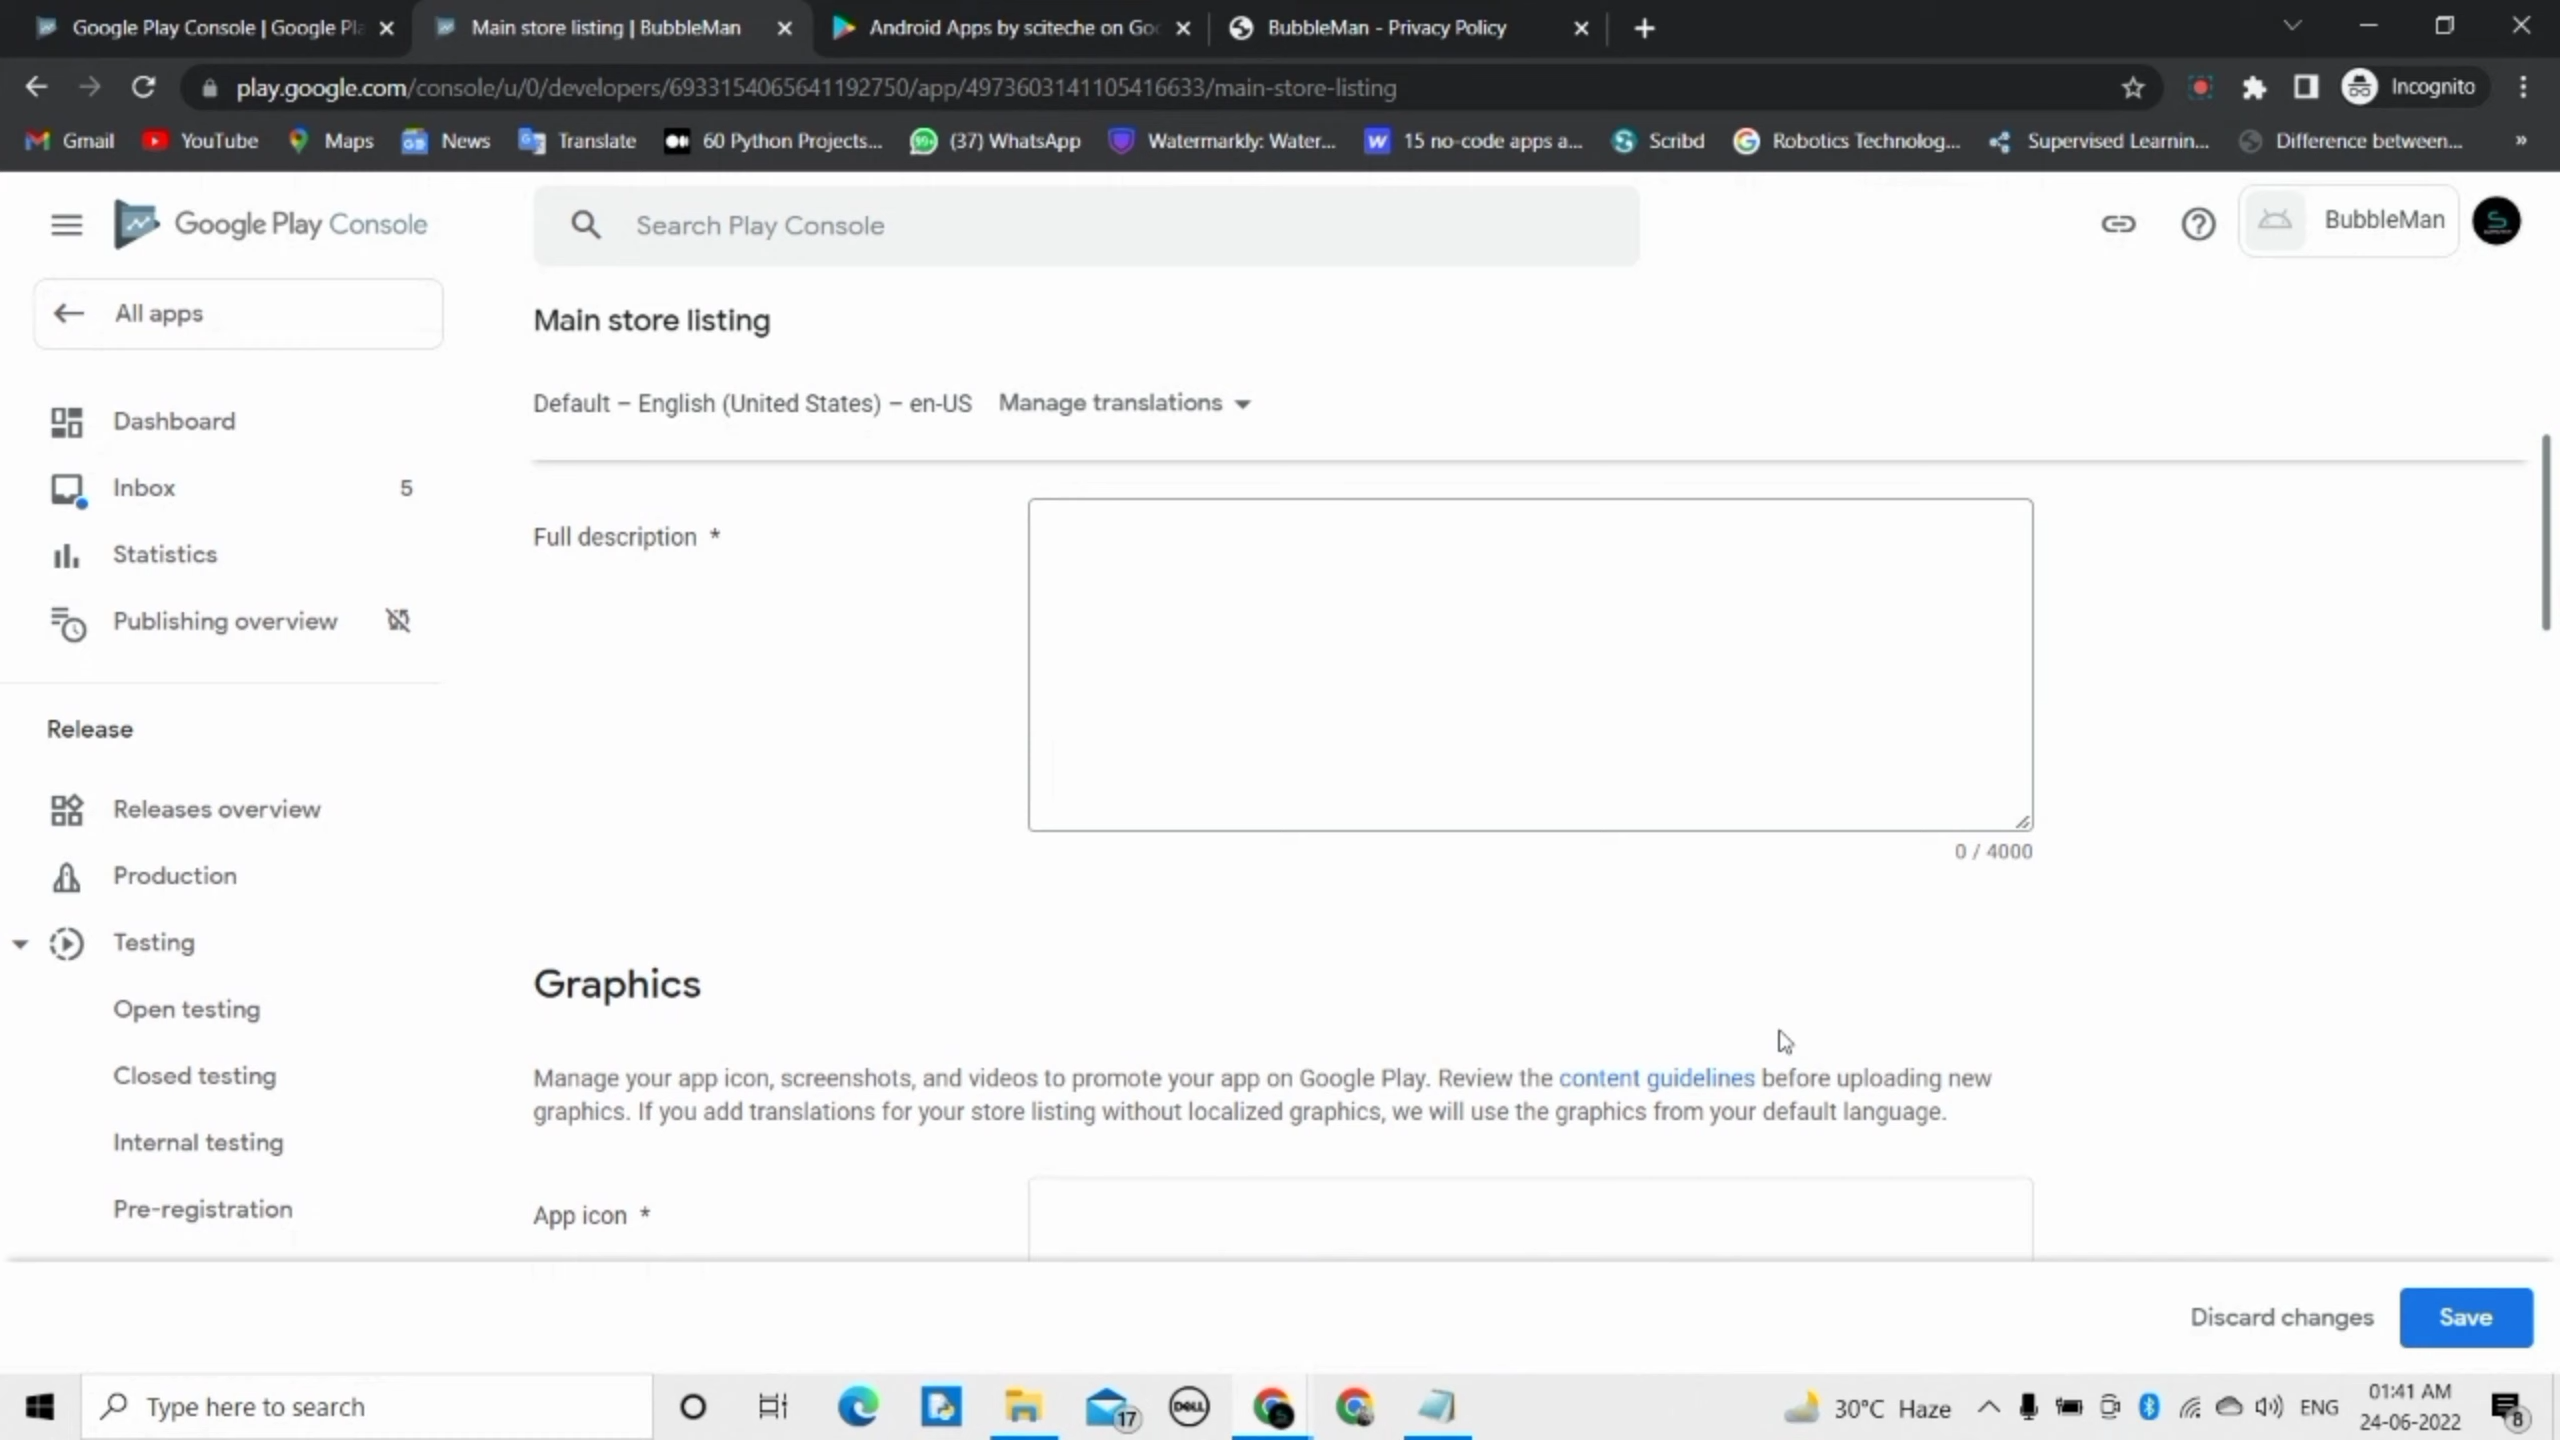 Google Play Console | Google Pla
Main store listing | BubbleMan
Android Apps by sciteche on Goo
BubbleMan - Privacy Policy
play.google.com/console/u/0/developers/6933154065641192750/app/4973603141105416633/main-store-listing
Incognito
Gmail
YouTube
Maps
News
Translate
60 Python Projects...
(37) WhatsApp
Watermarkly: Water...
15 no-code apps a...
Scribd
Robotics Technolog...
Supervised Learnin...
Difference between...
»
Google Play Console
Search Play Console
BubbleMan
All apps
Main store listing
Default – English (United States) – en-US Manage translations
Dashboard
Inbox 5
Statistics
Publishing overview
Full description *
0 / 4000
Release
Releases overview
Production
Testing
Open testing
Closed testing
Internal testing
Pre-registration
Graphics
Manage your app icon, screenshots, and videos to promote your app on Google Play. Review the content guidelines before uploading new
graphics. If you add translations for your store listing without localized graphics, we will use the graphics from your default language.
App icon *
Discard changes
Save
Type here to search
17
DELL
30°C Haze
ENG
01:41 AM
24-06-2022
8